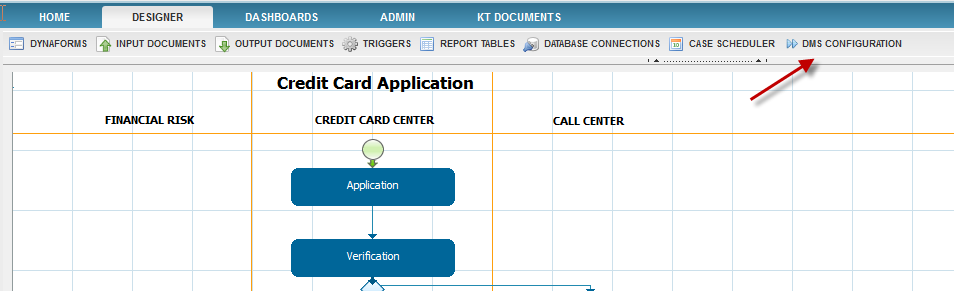 HOME DESIGNER DASHBOARDS ADMIN KT DOCUMENTS
DYNAFORMS INPUT DOCUMENTS OUTPUT DOCUMENTS TRIGGERS REPORT TABLES DATABASE CONNECTIONS CASE SCHEDULER DMS CONFIGURATION
Credit Card Application
FINANCIAL RISK CREDIT CARD CENTER CALL CENTER
Application
Verification